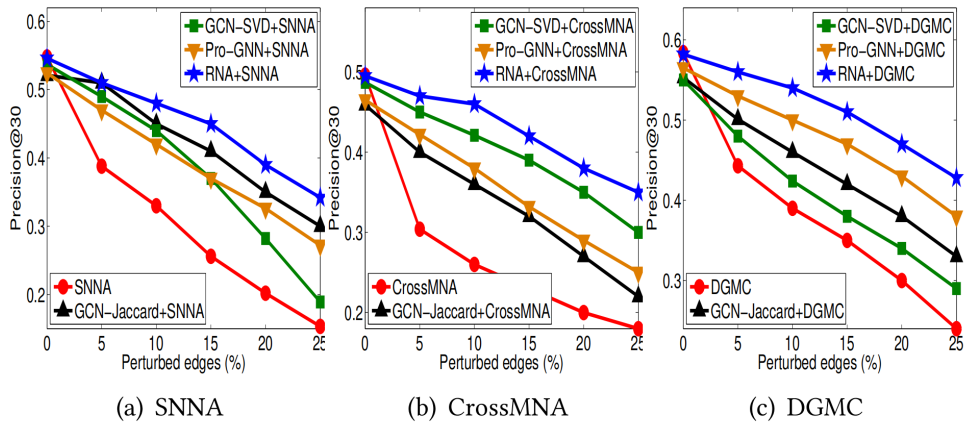 Precision@30
0.5
0.4
0.3
0.2
GCN-SVD+SNNA
Pro-GNN+SNNA
RNA+SNNA
SNNA
GCN-Jaccard+SNNA
0 5 10 15 20 25
Perturbed edges (%)
(a) SNNA
Precision@30
0.5
0.4
0.3
0.2
GCN-SVD+CrossMNA
Pro-GNN+CrossMNA
RNA+CrossMNA
CrossMNA
GCN-Jaccard+CrossMNA
0 5 10 15 20 25
Perturbed edges (%)
(b) CrossMNA
Precision@30
0.6
0.5
0.4
0.3
GCN-SVD+DGMC
Pro-GNN+DGMC
RNA+DGMC
DGMC
GCN-Jaccard+DGMC
0 5 10 15 20 25
Perturbed edges (%)
(c) DGMC